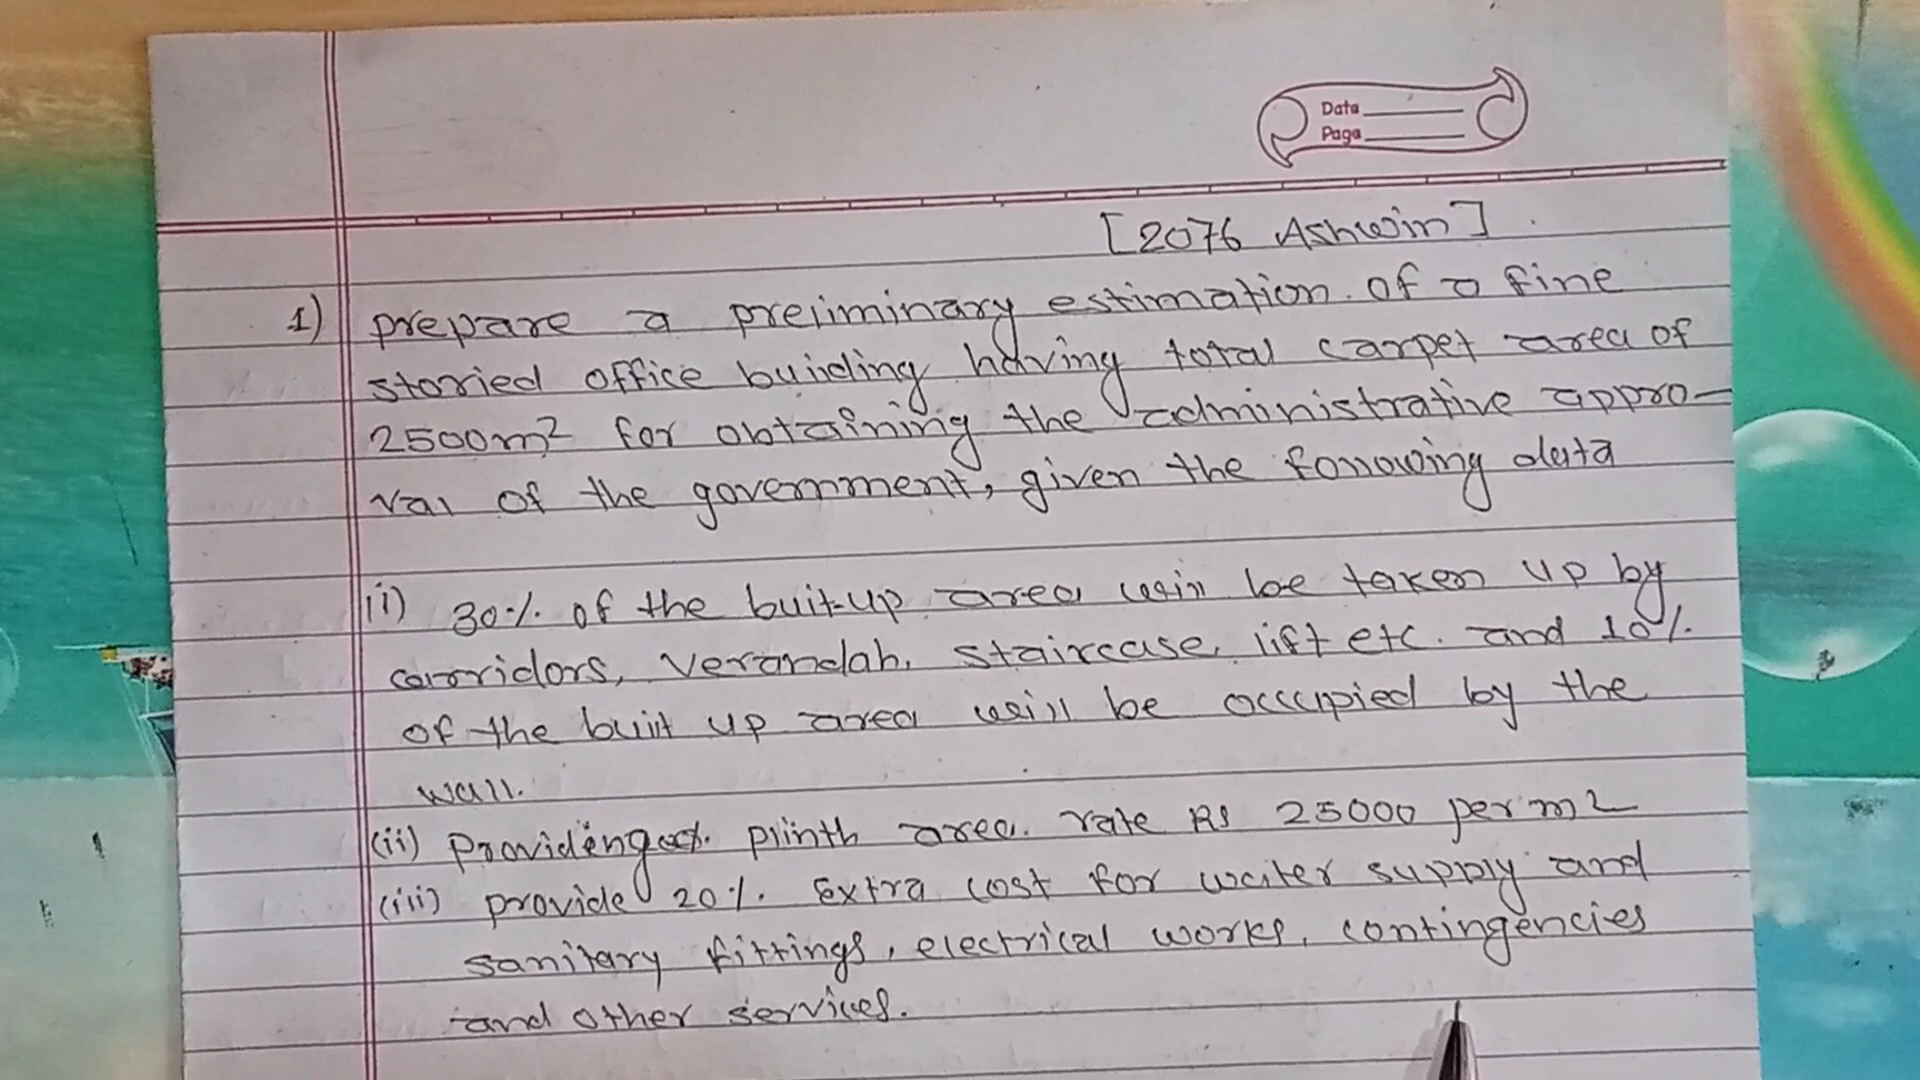 Date
Page
[2076 Ashwin].
1) prepare a preliminary estimation of a fine
storied office building having total carpet area of
2500m2 for obtaining the administrative appro-
val of the government, given the following data
(i) 30% of the buit-up area will be taken up by
corridors, verandah, staircase, lift etc. and 10%
of the built up area will be occupied by the
wall.
(ii) Providing plinth area rate Rs 25000 per m2
(iii) provide 20% Extra cost for water supply and
sanitary fittings, electrical works, contingencies
and other services.